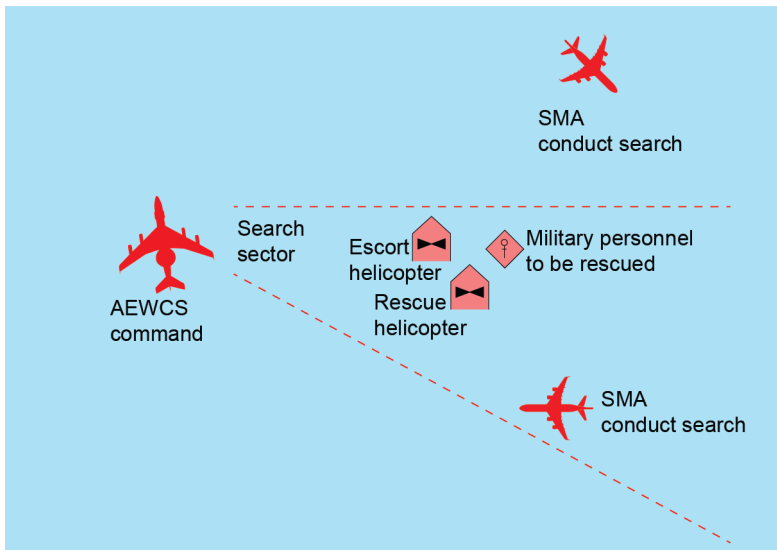 SMA
conduct search
Search
sector
Escort
helicopter
Military personnel
to be rescued
Rescue
helicopter
AEWCS
command
SMA
conduct search